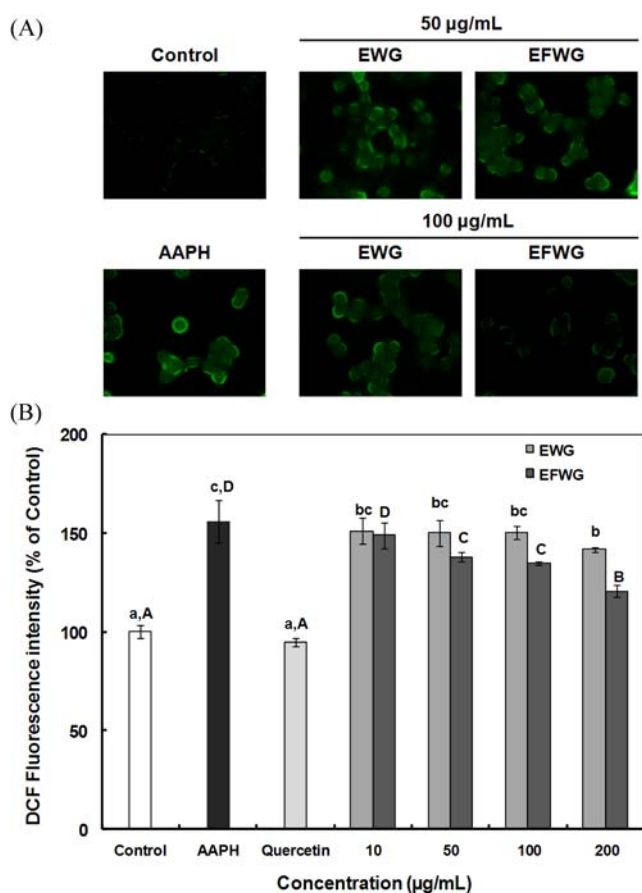 (A)
50 µg/mL
Control EWG EFWG
100 µg/mL
AAPH EWG EFWG
(B)
200
EWG
EFWG
c,D
bc D bc bc b
150
C C
B
a,A a,A
100
50
0
DCF Fluorescence intensity (% of Control)
Control AAPH Quercetin 10 50 100 200
Concentration (µg/mL)